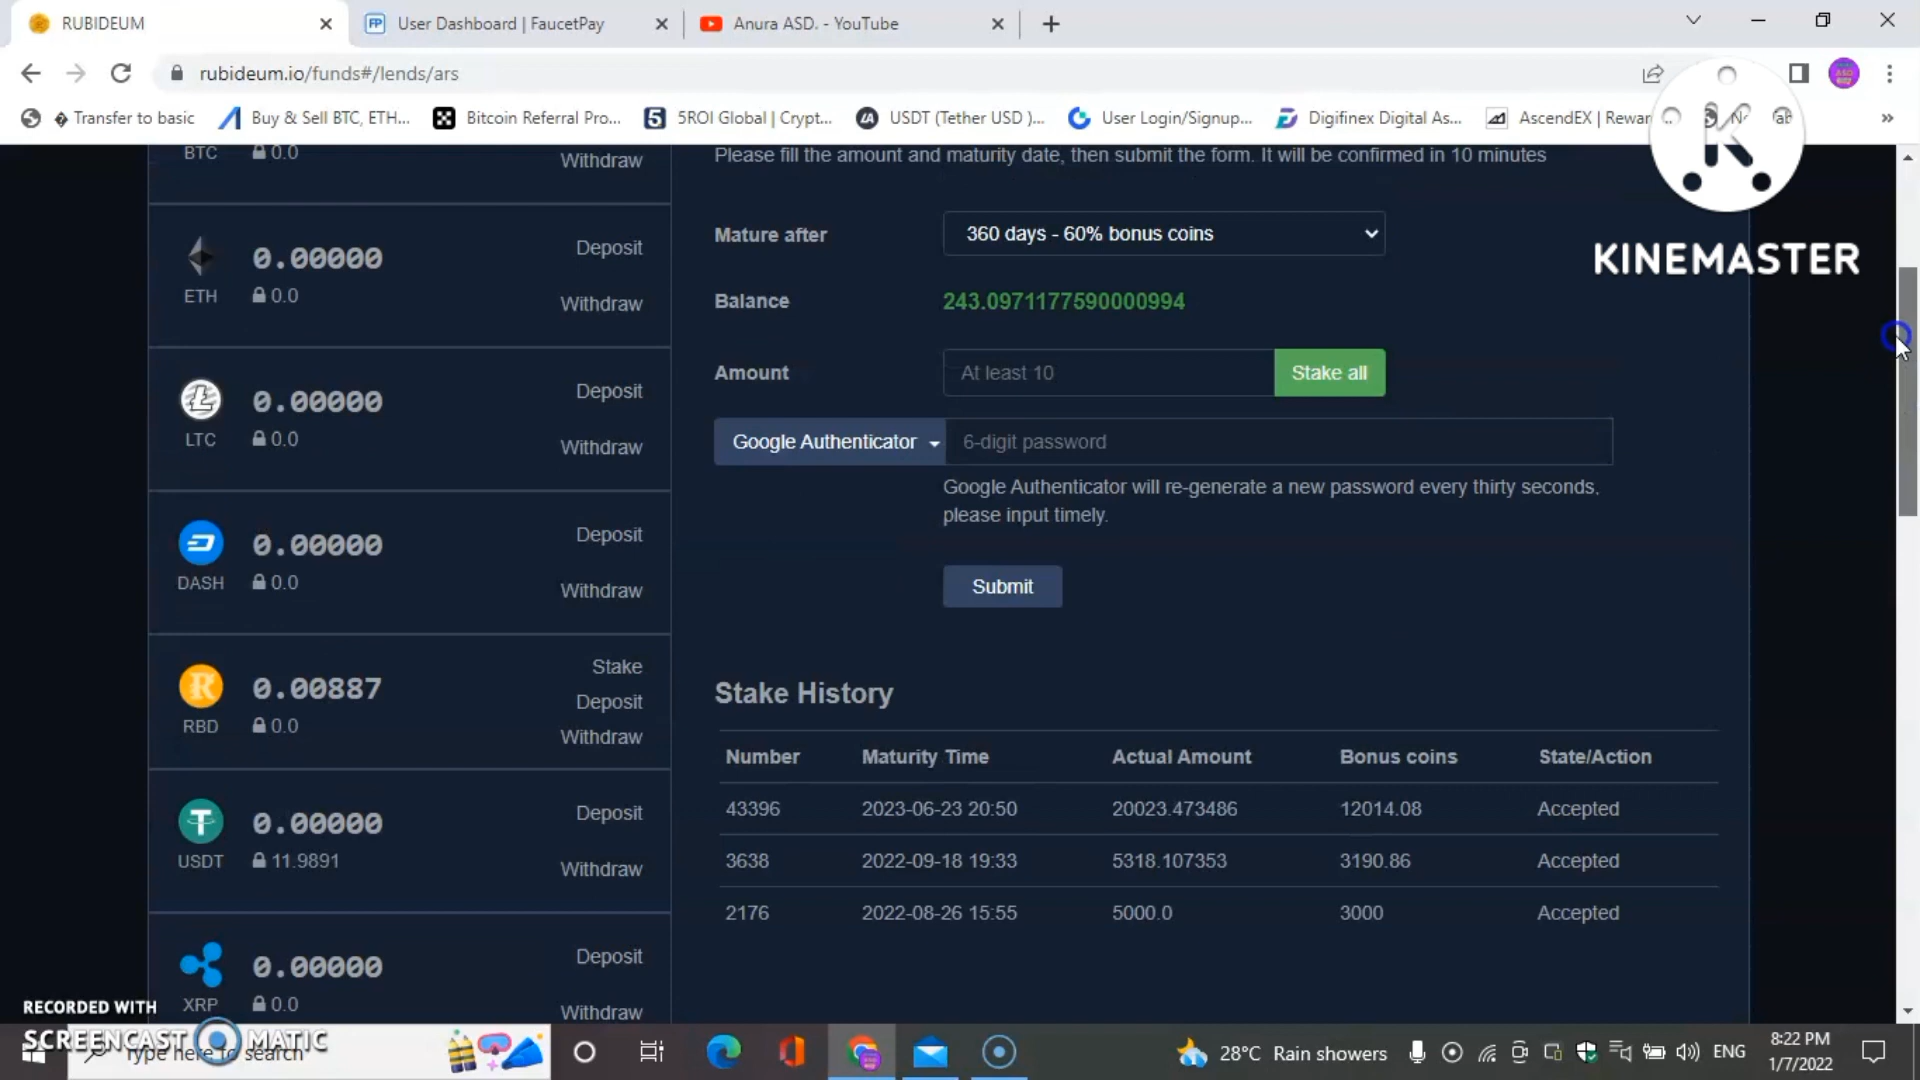 RUBIDEUM
User Dashboard | FaucetPay
Anura ASD. - YouTube
rubideum.io/funds#/lends/ars
Transfer to basic
Buy & Sell BTC, ETH...
Bitcoin Referral Pro...
5ROI Global | Crypt...
USDT (Tether USD )...
User Login/Signup...
Digifinex Digital As...
AscendEX | Rewar
KINEMASTER
BTC
0.0
Withdraw
ETH
0.00000
0.0
Deposit
Withdraw
LTC
0.00000
0.0
Deposit
Withdraw
DASH
0.00000
0.0
Deposit
Withdraw
RBD
0.00887
0.0
Stake
Deposit
Withdraw
USDT
0.00000
11.9891
Deposit
Withdraw
XRP
0.00000
0.0
Deposit
Withdraw
Please fill the amount and maturity date, then submit the form. It will be confirmed in 10 minutes
Mature after 360 days - 60% bonus coins
Balance 243.0971177590000994
Amount At least 10 Stake all
Google Authenticator 6-digit password
Google Authenticator will re-generate a new password every thirty seconds,
please input timely.
Submit
Stake History
Number Maturity Time Actual Amount Bonus coins State/Action
43396 2023-06-23 20:50 20023.473486 12014.08 Accepted
3638 2022-09-18 19:33 5318.107353 3190.86 Accepted
2176 2022-08-26 15:55 5000.0 3000 Accepted
RECORDED WITH
SCREENCAST MATIC
Type here to search
28°C Rain showers
ENG
8:22 PM
1/7/2022